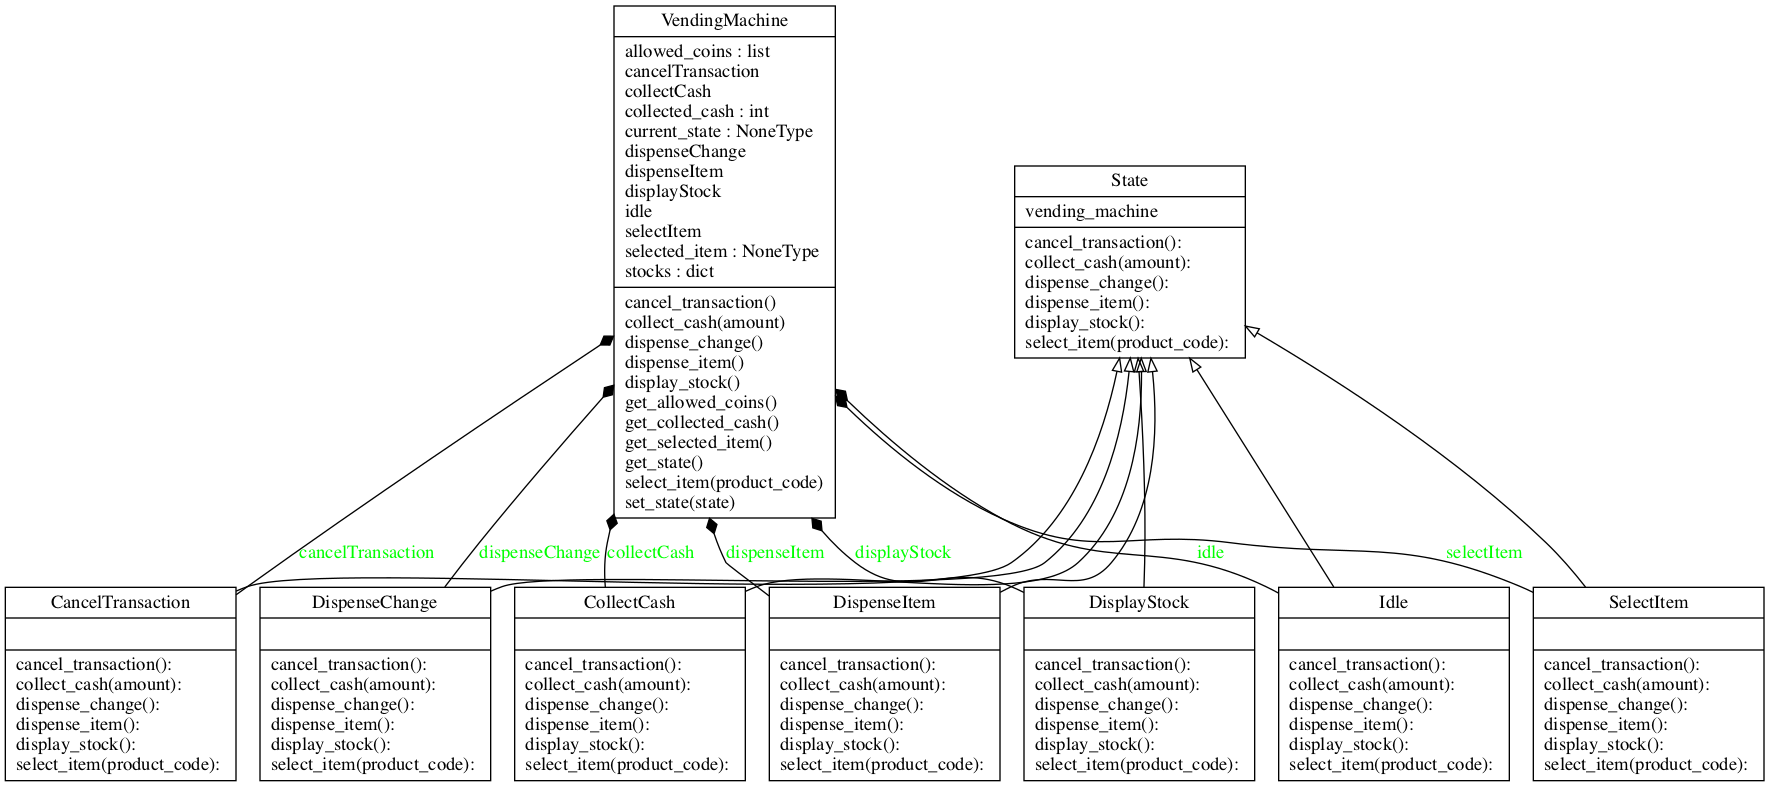 VendingMachine
allowed_coins : list
cancelTransaction
collectCash
collected_cash : int
current_state : NoneType
dispenseChange
dispenseItem
displayStock
idle
selectItem
selected_item : NoneType
stocks : dict
cancel_transaction()
collect_cash(amount)
dispense_change()
dispense_item()
display_stock()
get_allowed_coins()
get_collected_cash()
get_selected_item()
get_state()
select_item(product_code)
set_state(state)
State
vending_machine
cancel_transaction():
collect_cash(amount):
dispense_change():
dispense_item():
display_stock():
select_item(product_code):
cancelTransaction
dispenseChange
collectCash
dispenseItem
displayStock
idle
selectItem
CancelTransaction
cancel_transaction():
collect_cash(amount):
dispense_change():
dispense_item():
display_stock():
select_item(product_code):
DispenseChange
cancel_transaction():
collect_cash(amount):
dispense_change():
dispense_item():
display_stock():
select_item(product_code):
CollectCash
cancel_transaction():
collect_cash(amount):
dispense_change():
dispense_item():
display_stock():
select_item(product_code):
DispenseItem
cancel_transaction():
collect_cash(amount):
dispense_change():
dispense_item():
display_stock():
select_item(product_code):
DisplayStock
cancel_transaction():
collect_cash(amount):
dispense_change():
dispense_item():
display_stock():
select_item(product_code):
Idle
cancel_transaction():
collect_cash(amount):
dispense_change():
dispense_item():
display_stock():
select_item(product_code):
SelectItem
cancel_transaction():
collect_cash(amount):
dispense_change():
dispense_item():
display_stock():
select_item(product_code):